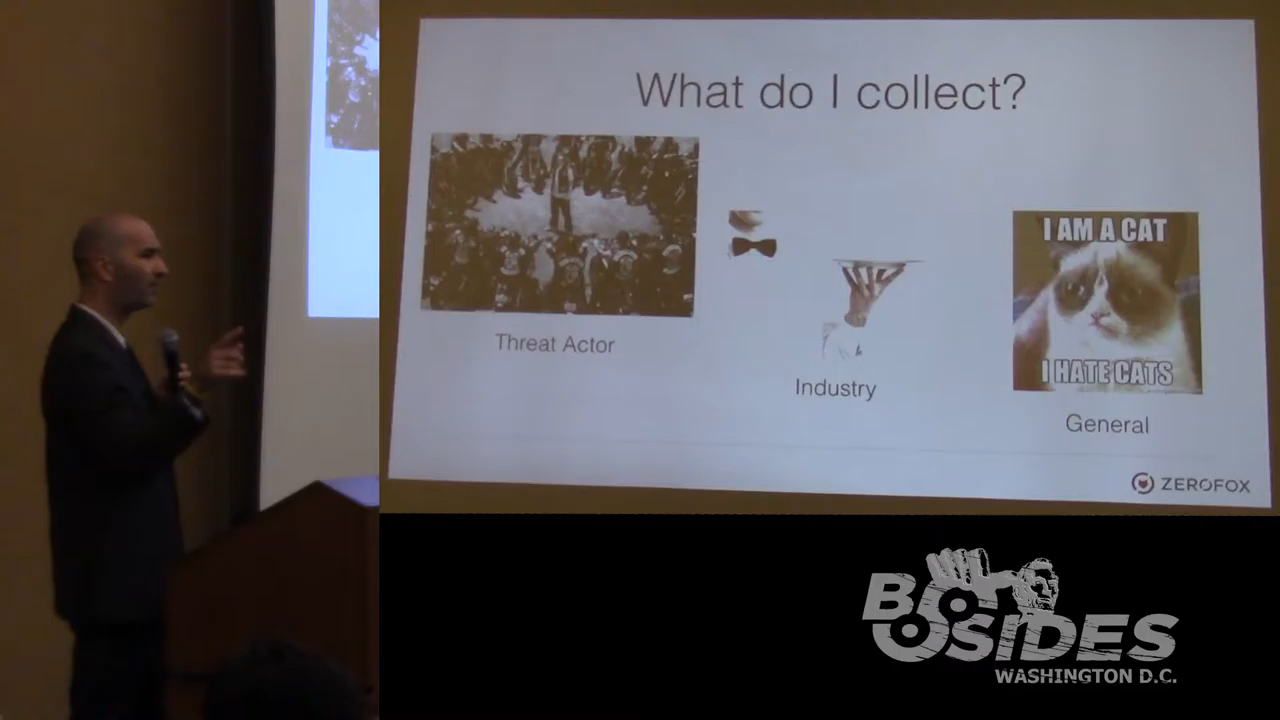 What do I collect?
Threat Actor
Industry
I AM A CAT
I HATE CATS
General
ZEROFOX
BSIDES
WASHINGTON D.C.